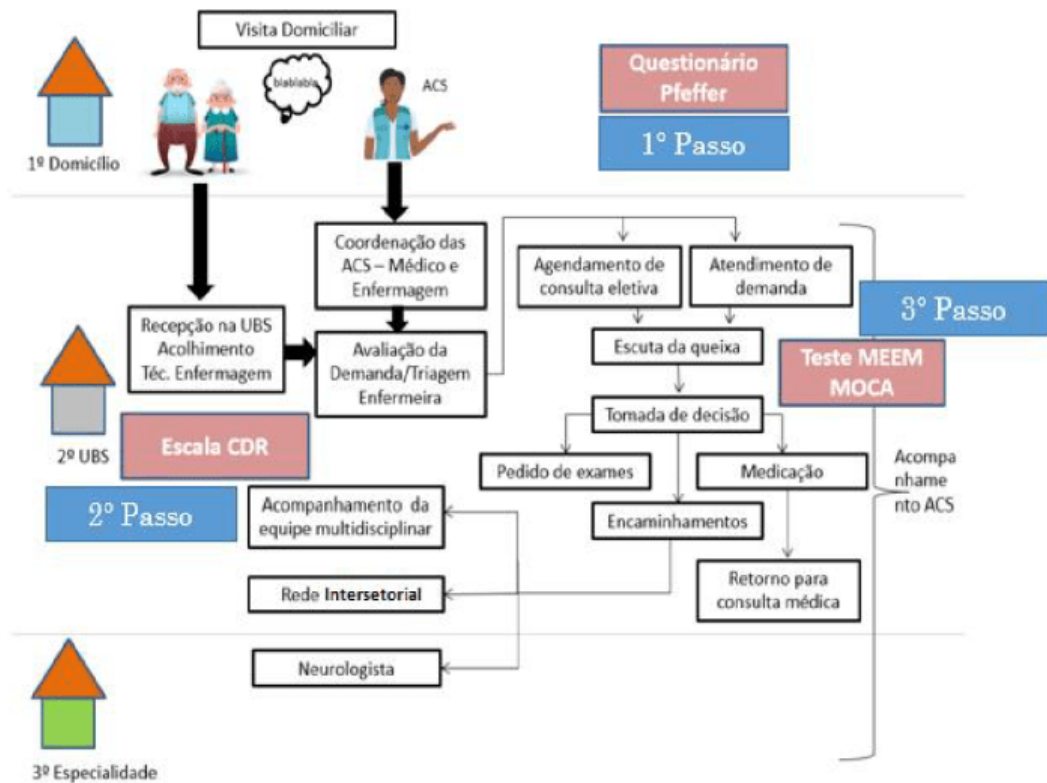 Visita Domiciliar
blablabla
ACS
Questionário
Pfeffer
1° Passo
1º Domicílio
Coordenação das
ACS – Médico e
Enfermagem
Agendamento de
consulta eletiva
Atendimento de
demanda
3° Passo
Recepção na UBS
Acolhimento
Téc. Enfermagem
Avaliação da
Demanda/Triagem
Enfermeira
Escuta da queixa
Teste MEEM
MOCA
Tomada de decisão
2º UBS
Escala CDR
Pedido de exames
Medicação
Acompa
nhame
nto ACS
2° Passo
Acompanhamento da
equipe multidisciplinar
Encaminhamentos
Rede Intersetorial
Retorno para
consulta médica
Neurologista
3º Especialidade